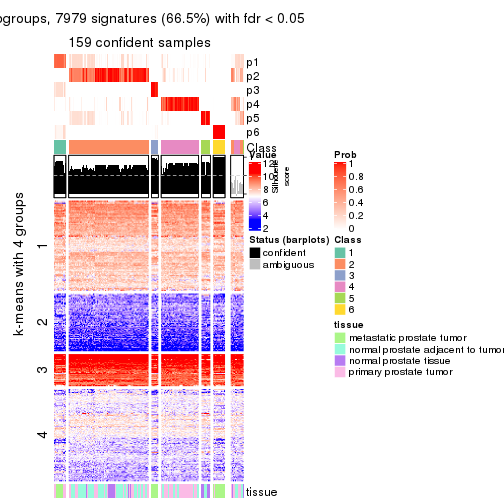 ogroups, 7979 signatures (66.5%) with fdr < 0.05
159 confident samples
p1
p2
p3
p4
p5
p6
Class
k-means with 4 groups
1
2
3
4
Value
12
6
4
2
silhouette
score
Prob
1
0.8
0.6
0.4
0.2
0
Status (barplots)
confident
ambiguous
Class
1
2
3
4
5
6
tissue
metastatic prostate tumor
normal prostate adjacent to tumor
normal prostate tissue
primary prostate tumor
tissue